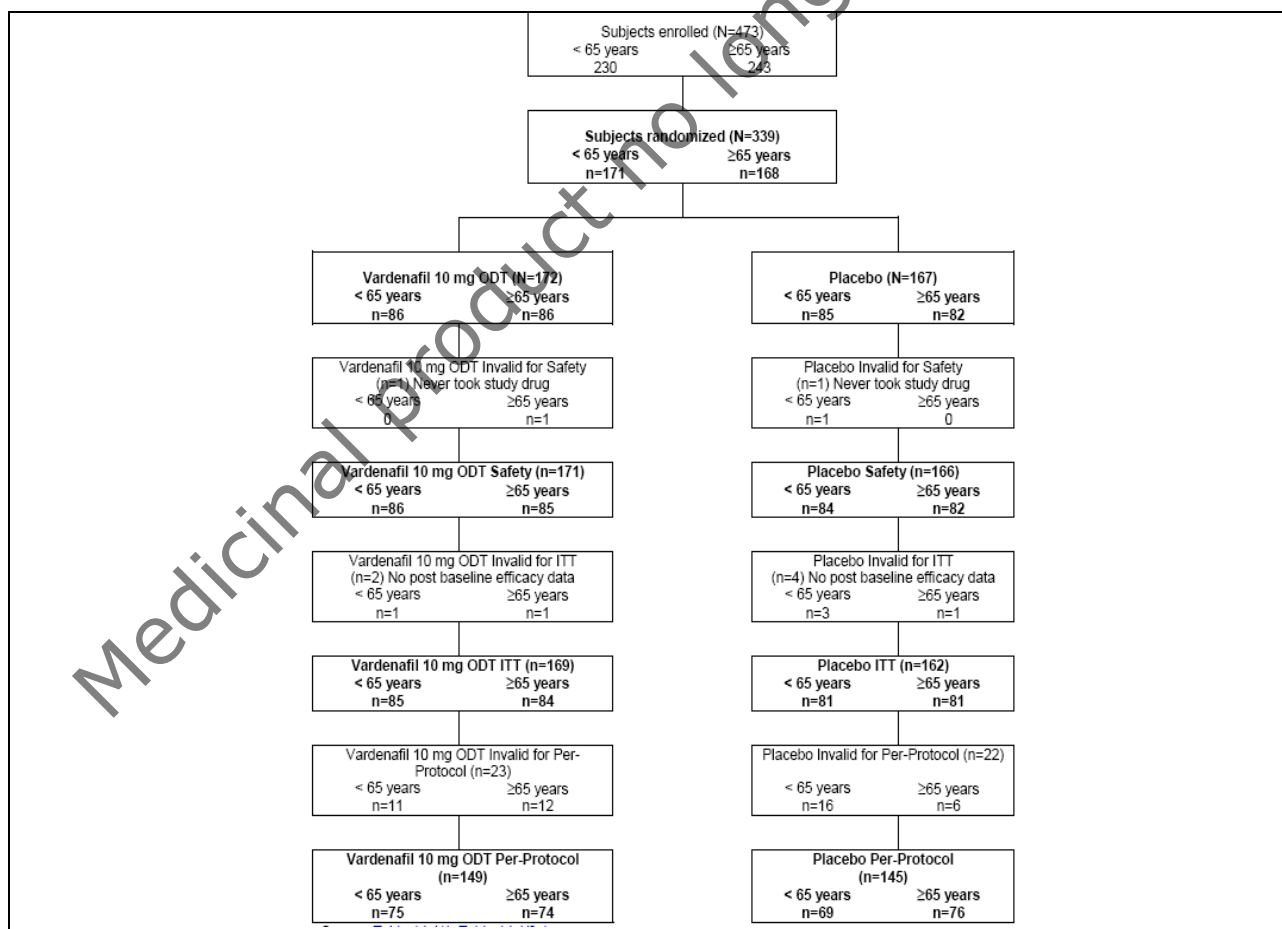 Subjects enrolled (N=473)
< 65 years ≥65 years
230 243
Subjects randomized (N=339)
< 65 years ≥65 years
n=171 n=168
Vardenafil 10 mg ODT (N=172)
< 65 years ≥65 years
n=86 n=86
Vardenafil 10 mg ODT Invalid for Safety
(n=1) Never took study drug
< 65 years ≥65 years
0 n=1
Vardenafil 10 mg ODT Safety (n=171)
< 65 years ≥65 years
n=86 n=85
Vardenafil 10 mg ODT Invalid for ITT
(n=2) No post baseline efficacy data
< 65 years ≥65 years
n=1 n=1
Vardenafil 10 mg ODT ITT (n=169)
< 65 years ≥65 years
n=85 n=84
Vardenafil 10 mg ODT Invalid for Per-
Protocol (n=23)
< 65 years ≥65 years
n=11 n=12
Vardenafil 10 mg ODT Per-Protocol
(n=149)
< 65 years ≥65 years
n=75 n=74
Placebo (N=167)
< 65 years ≥65 years
n=85 n=82
Placebo Invalid for Safety
(n=1) Never took study drug
< 65 years ≥65 years
n=1 0
Placebo Safety (n=166)
< 65 years ≥65 years
n=84 n=82
Placebo Invalid for ITT
(n=4) No post baseline efficacy data
< 65 years ≥65 years
n=3 n=1
Placebo ITT (n=162)
< 65 years ≥65 years
n=81 n=81
Placebo Invalid for Per-Protocol (n=22)
< 65 years ≥65 years
n=16 n=6
Placebo Per-Protocol
(n=145)
< 65 years ≥65 years
n=69 n=76
Medicinal product no long